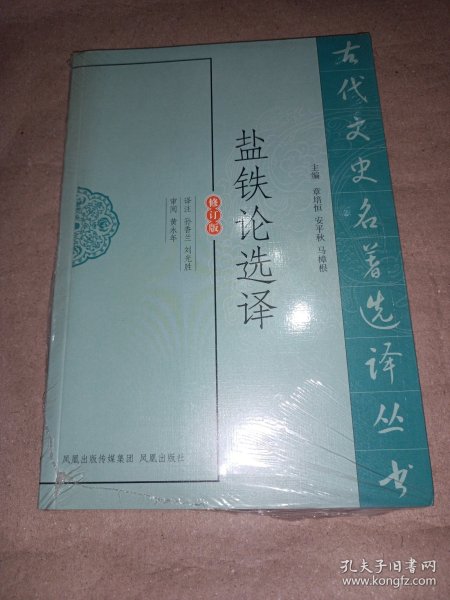 古代文史名著选译丛书
主编 章培恒 安平秋 马樟根
盐铁论选译
修订版
译注 孙香兰 刘光胜
审阅 黄永年
凤凰出版传媒集团 凤凰出版社
孔夫子旧书网
www.kongfz.com